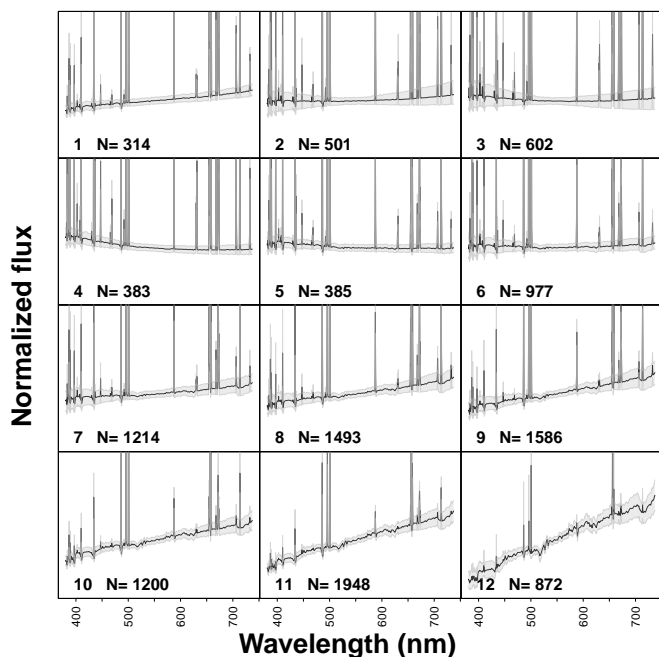 1 N= 314
2 N= 501
3 N= 602
4 N= 383
5 N= 385
6 N= 977
7 N= 1214
8 N= 1493
9 N= 1586
10 N= 1200
11 N= 1948
12 N= 872
Normalized flux
400 500 600 700 400 500 600 700 400 500 600 700
Wavelength (nm)